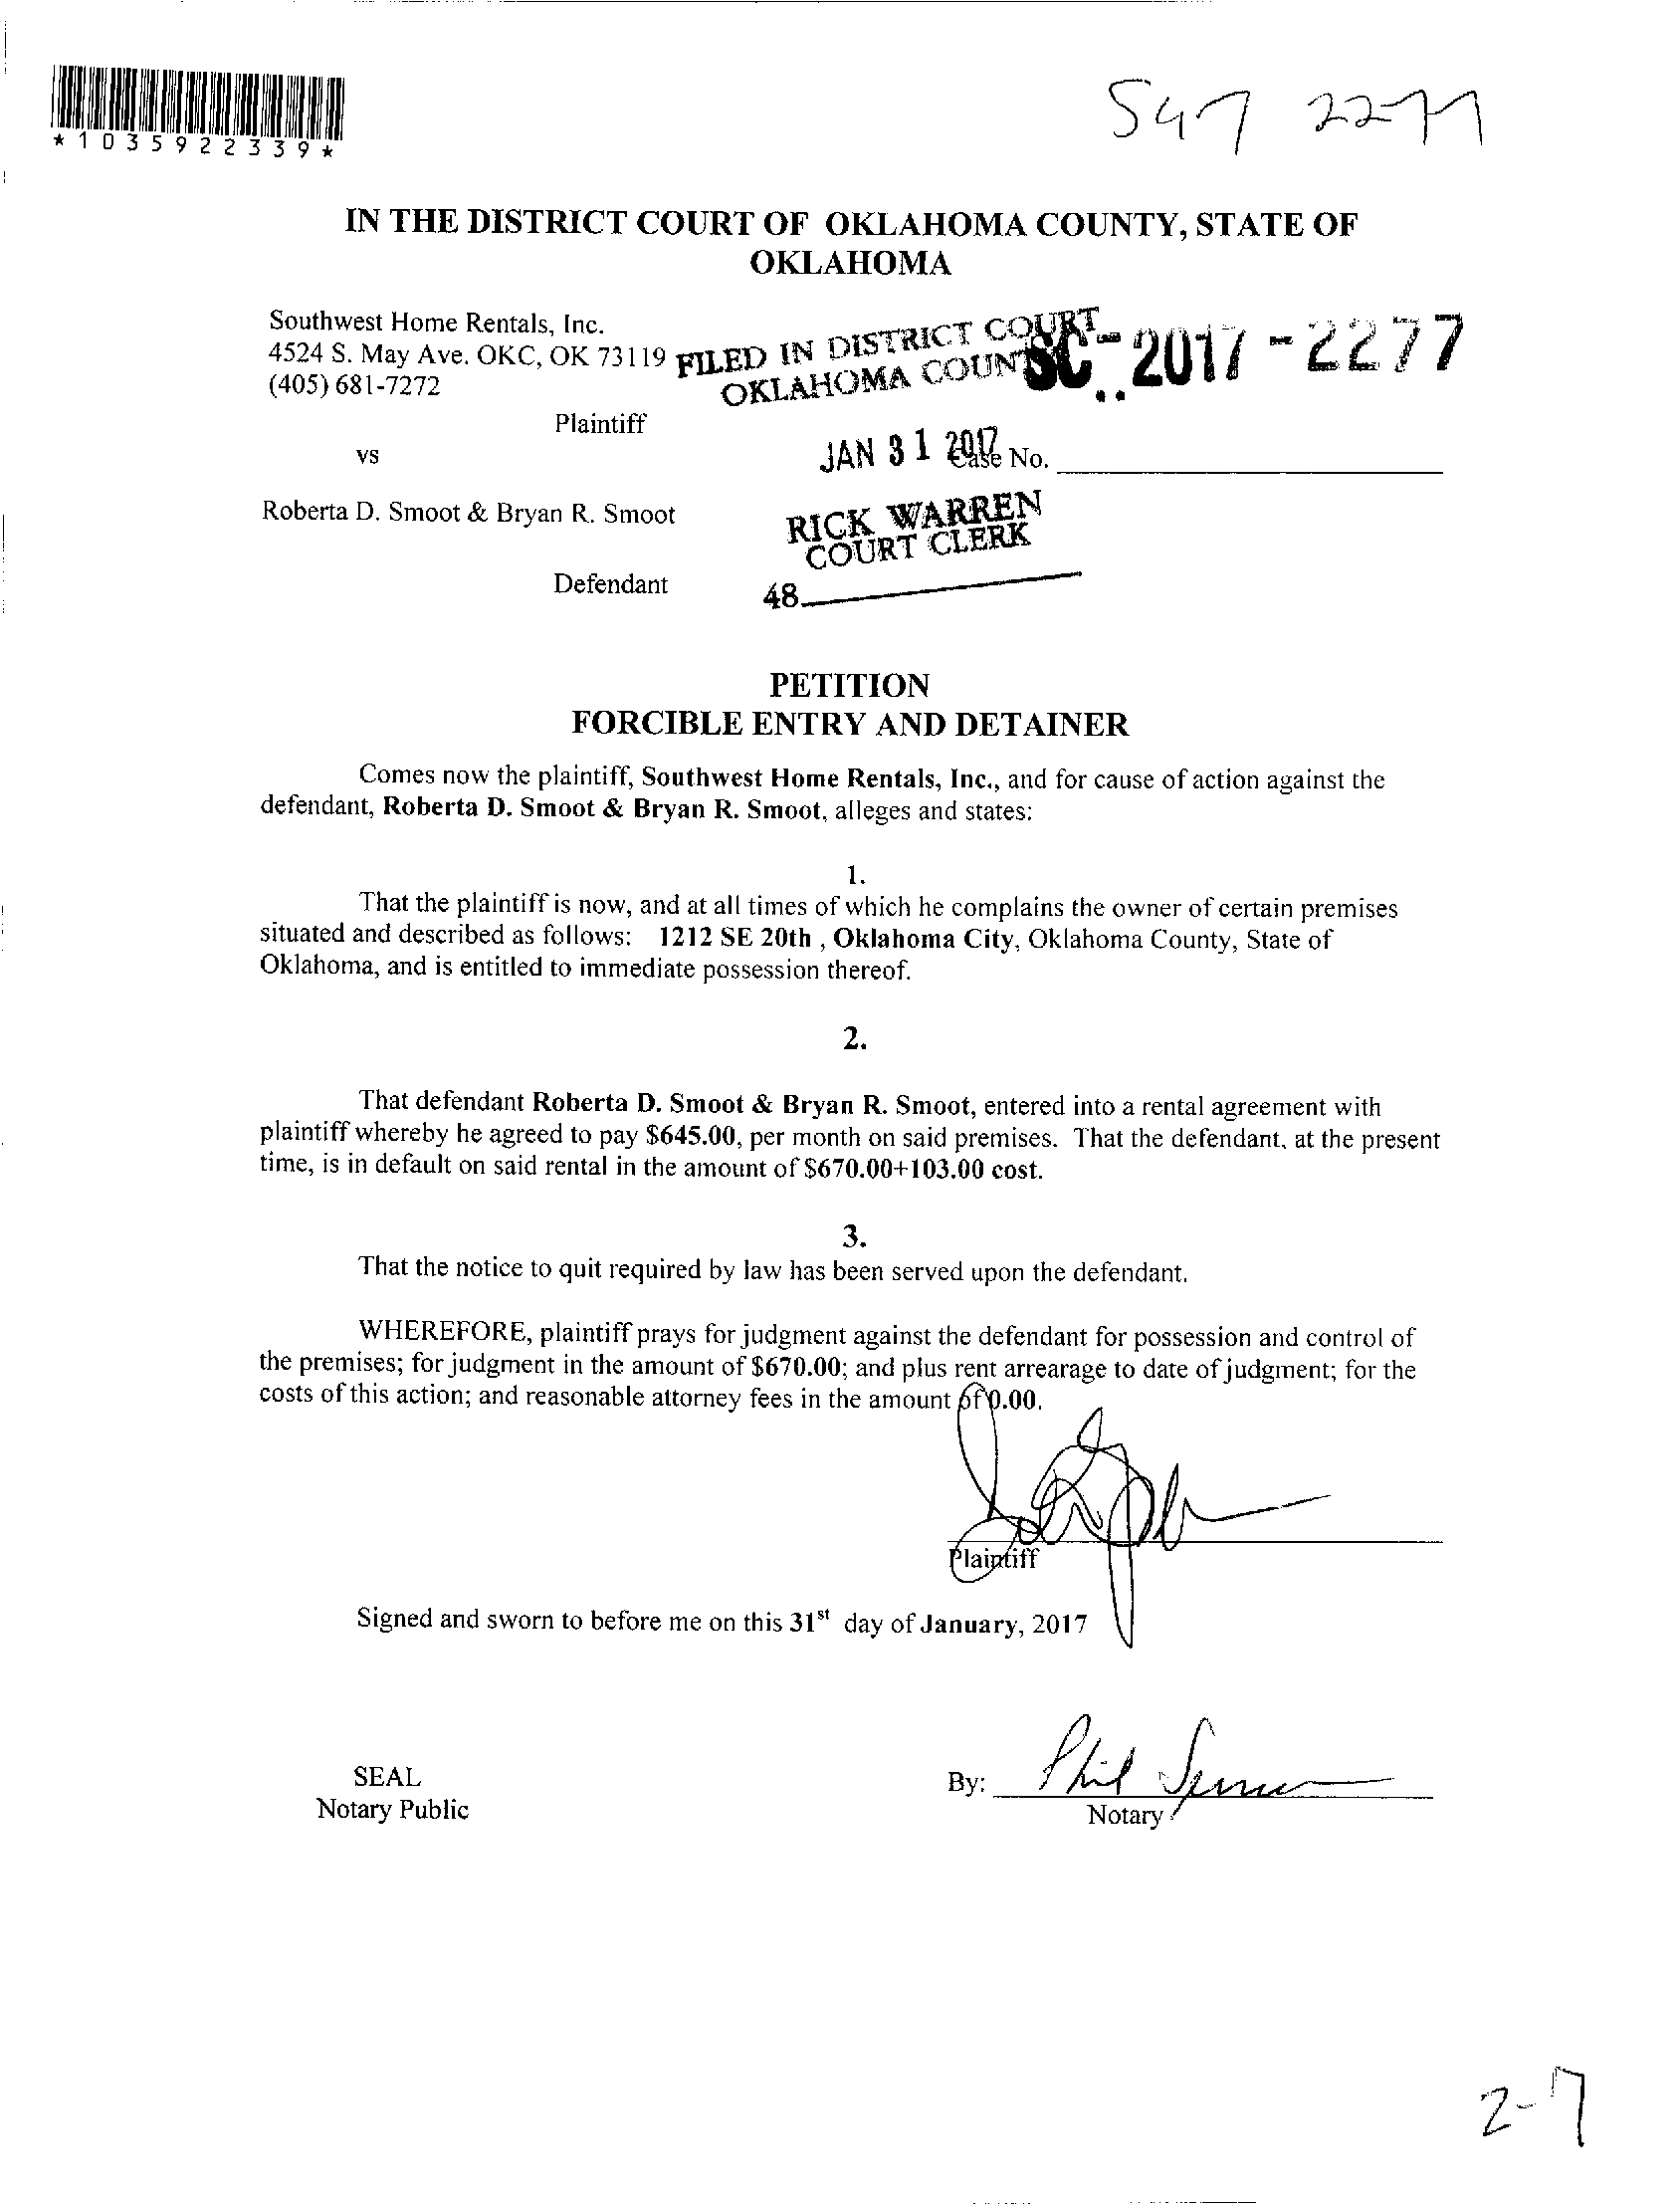 *1035922339*
547 2277
IN THE DISTRICT COURT OF OKLAHOMA COUNTY, STATE OF
OKLAHOMA
Southwest Home Rentals, Inc.
4524 S. May Ave. OKC, OK 73119
(405) 681-7272
FILED IN DISTRICT COURT
OKLAHOMA COUNT
SC-2017-2277
Plaintiff
vs
JAN 31 2017
Case No.
Roberta D. Smoot & Bryan R. Smoot
RICK WARREN
COURT CLERK
Defendant
48
PETITION
FORCIBLE ENTRY AND DETAINER
Comes now the plaintiff, Southwest Home Rentals, Inc., and for cause of action against the
defendant, Roberta D. Smoot & Bryan R. Smoot, alleges and states:
1.
That the plaintiff is now, and at all times of which he complains the owner of certain premises
situated and described as follows: 1212 SE 20th , Oklahoma City, Oklahoma County, State of
Oklahoma, and is entitled to immediate possession thereof.
2.
That defendant Roberta D. Smoot & Bryan R. Smoot, entered into a rental agreement with
plaintiff whereby he agreed to pay $645.00, per month on said premises. That the defendant, at the present
time, is in default on said rental in the amount of $670.00+103.00 cost.
3.
That the notice to quit required by law has been served upon the defendant.
WHEREFORE, plaintiff prays for judgment against the defendant for possession and control of
the premises; for judgment in the amount of $670.00; and plus rent arrearage to date of judgment; for the
costs of this action; and reasonable attorney fees in the amount of 0.00.
Plaintiff
Signed and sworn to before me on this 31st day of January, 2017
SEAL
Notary Public
By: Phil
Notary
2-7